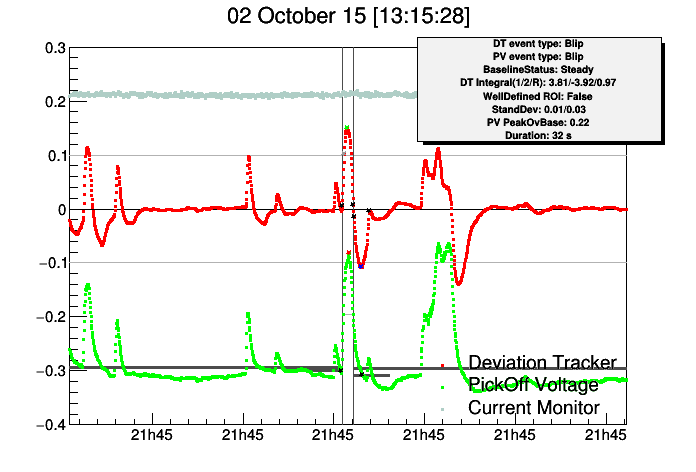 02 October 15 [13:15:28]
DT event type: Blip
PV event type: Blip
BaselineStatus: Steady
DT Integral(1/2/R): 3.81/-3.92/0.97
WellDefined ROI: False
StandDev: 0.01/0.03
PV PeakOvBase: 0.22
Duration: 32 s
0.3
0.2
0.1
0
−0.1
−0.2
−0.3
−0.4
Deviation Tracker
PickOff Voltage
Current Monitor
21h45 21h45 21h45 21h45 21h45 21h45